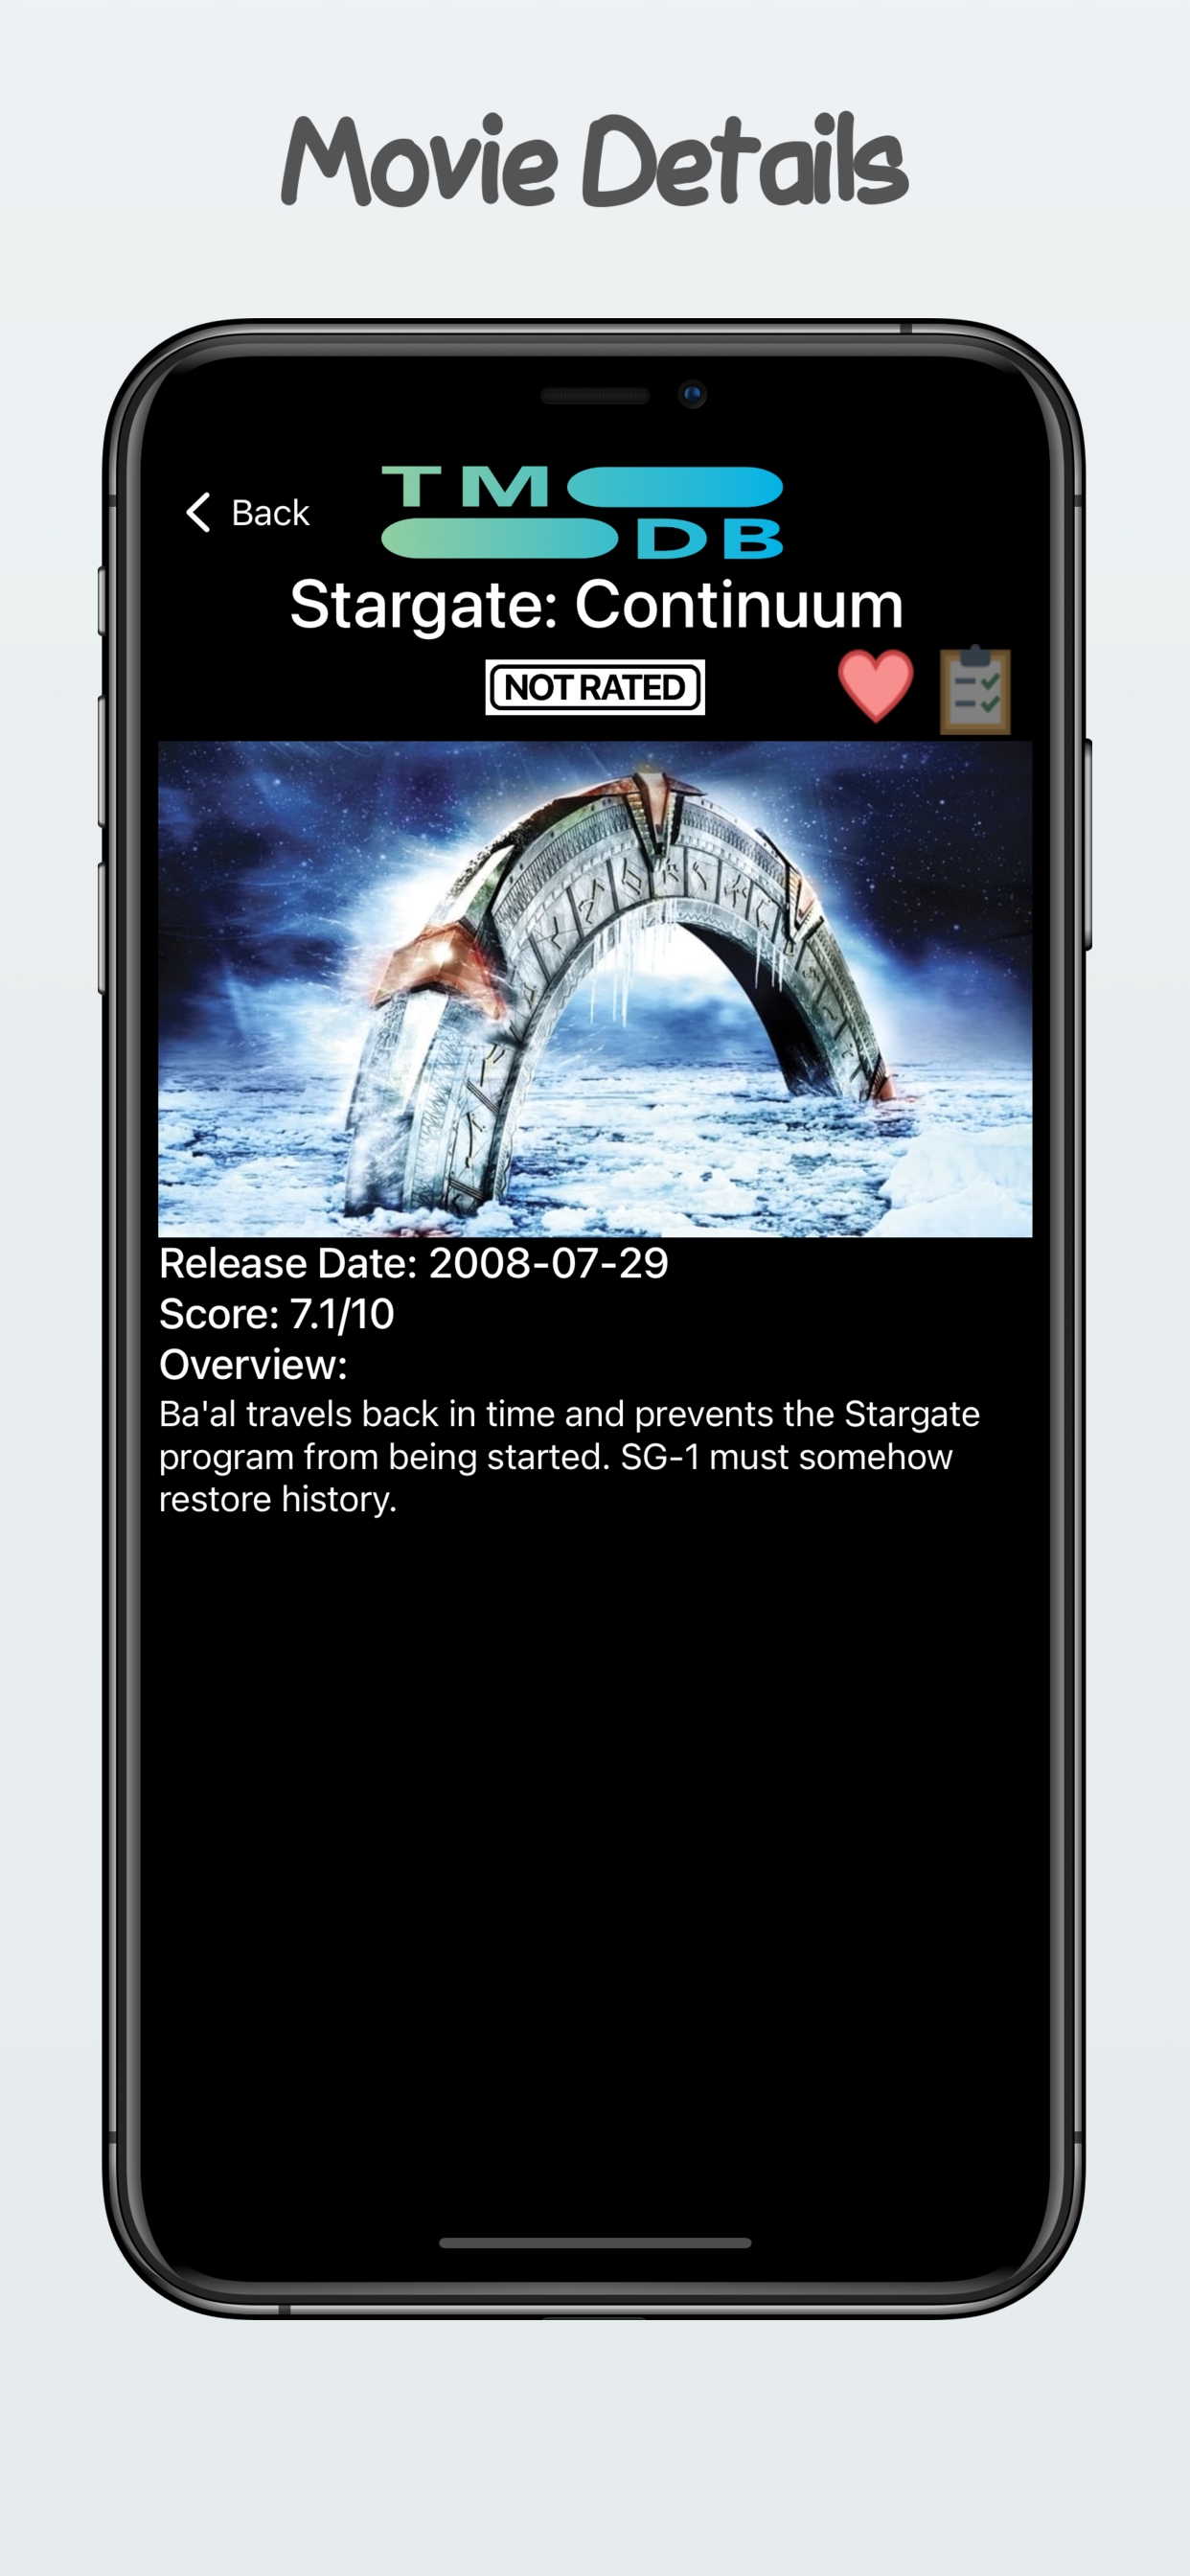 Movie Details
Back
TM
DB
Stargate: Continuum
NOT RATED
Release Date: 2008-07-29
Score: 7.1/10
Overview:
Ba'al travels back in time and prevents the Stargate
program from being started. SG-1 must somehow
restore history.